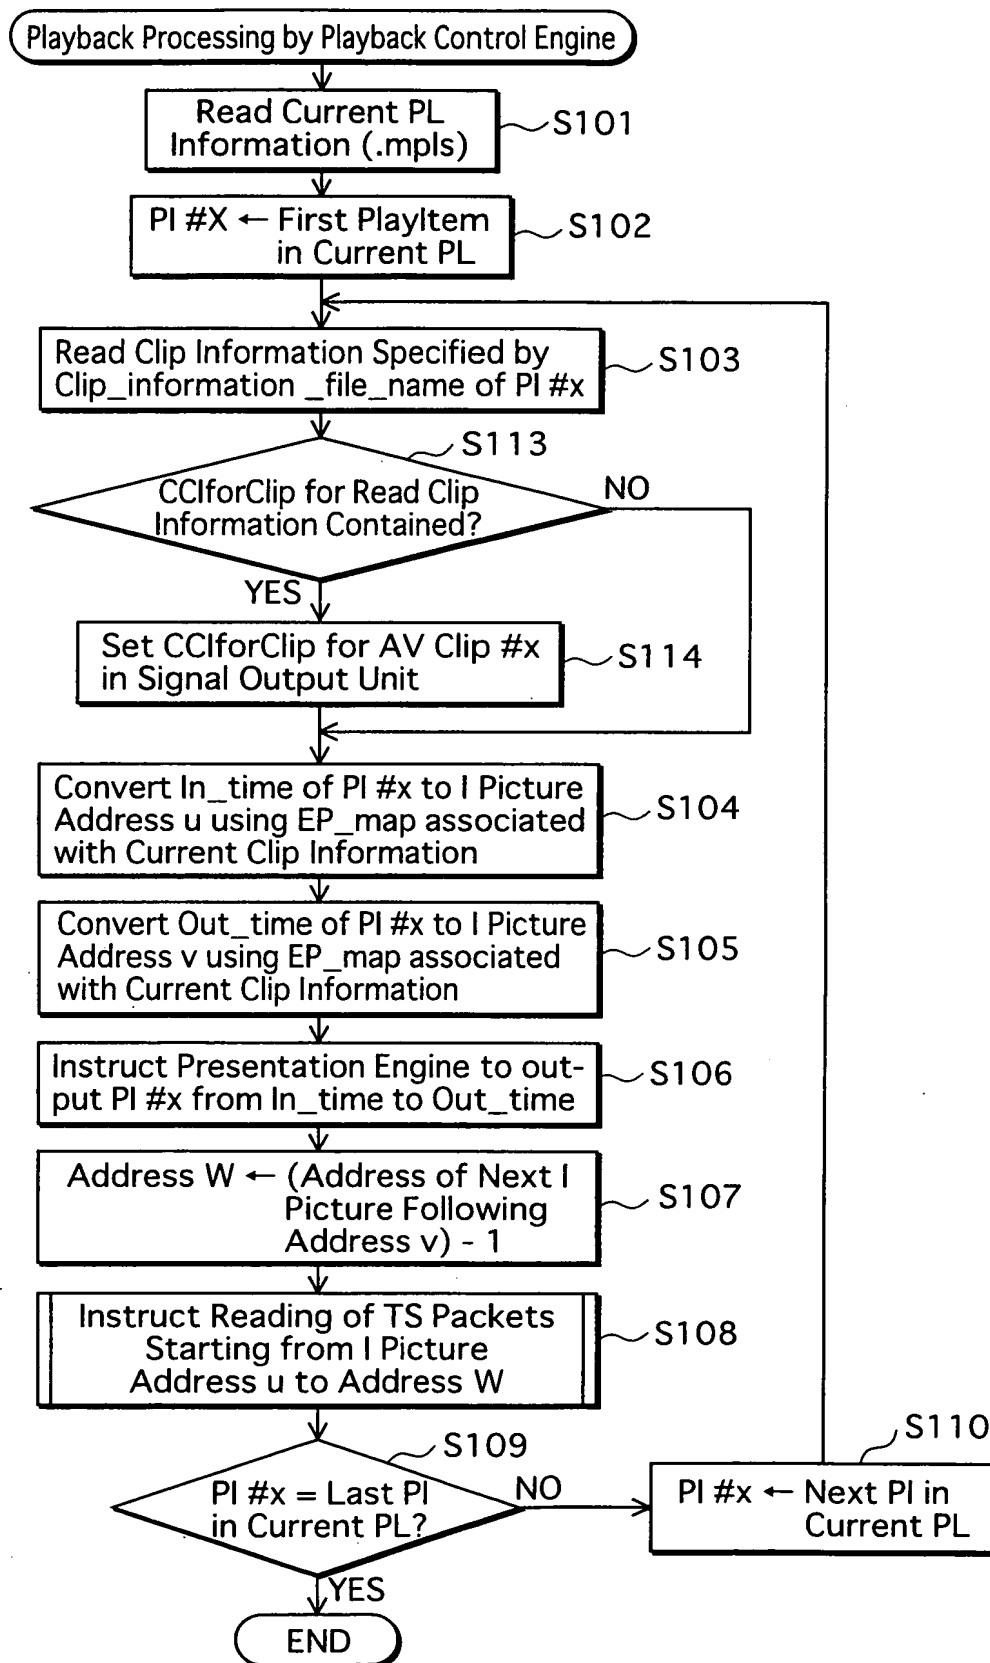 Playback Processing by Playback Control Engine
Read Current PL
Information (.mpls)
S101
PI #X ← First PlayItem
in Current PL
S102
Read Clip Information Specified by
Clip_information _file_name of PI #x
S103
S113
CCIforClip for Read Clip
Information Contained?
NO
YES
Set CCIforClip for AV Clip #x
in Signal Output Unit
S114
Convert In_time of PI #x to I Picture
Address u using EP_map associated
with Current Clip Information
S104
Convert Out_time of PI #x to I Picture
Address v using EP_map associated
with Current Clip Information
S105
Instruct Presentation Engine to out-
put PI #x from In_time to Out_time
S106
Address W ← (Address of Next I
Picture Following
Address v) - 1
S107
Instruct Reading of TS Packets
Starting from I Picture
Address u to Address W
S108
S109
PI #x = Last PI
in Current PL?
NO
S110
PI #x ← Next PI in
Current PL
YES
END